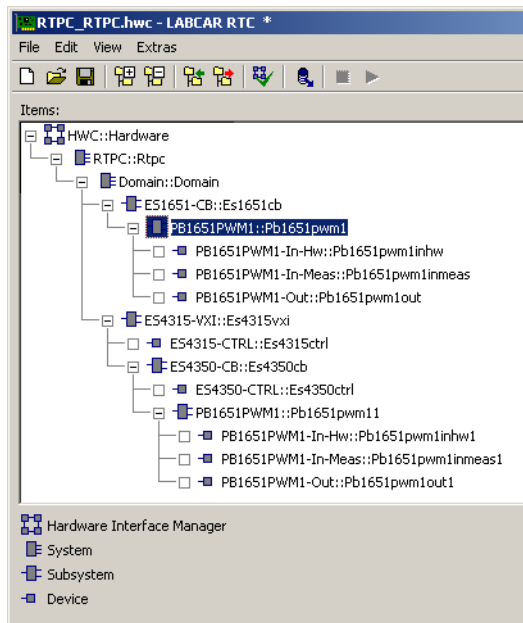 RTPC_RTPC.hwc - LABCAR RTC *
File Edit View Extras
Items:
HWC::Hardware
RTPC::Rtpc
Domain::Domain
ES1651-CB::Es1651cb
PB1651PWM1::Pb1651pwm1
PB1651PWM1-In-Hw::Pb1651pwm1inhw
PB1651PWM1-In-Meas::Pb1651pwm1inmeas
PB1651PWM1-Out::Pb1651pwm1out
ES4315-VXI::Es4315vxi
ES4315-CTRL::Es4315ctrl
ES4350-CB::Es4350cb
ES4350-CTRL::Es4350ctrl
PB1651PWM1::Pb1651pwm11
PB1651PWM1-In-Hw::Pb1651pwm1inhw1
PB1651PWM1-In-Meas::Pb1651pwm1inmeas1
PB1651PWM1-Out::Pb1651pwm1out1
Hardware Interface Manager
System
Subsystem
Device